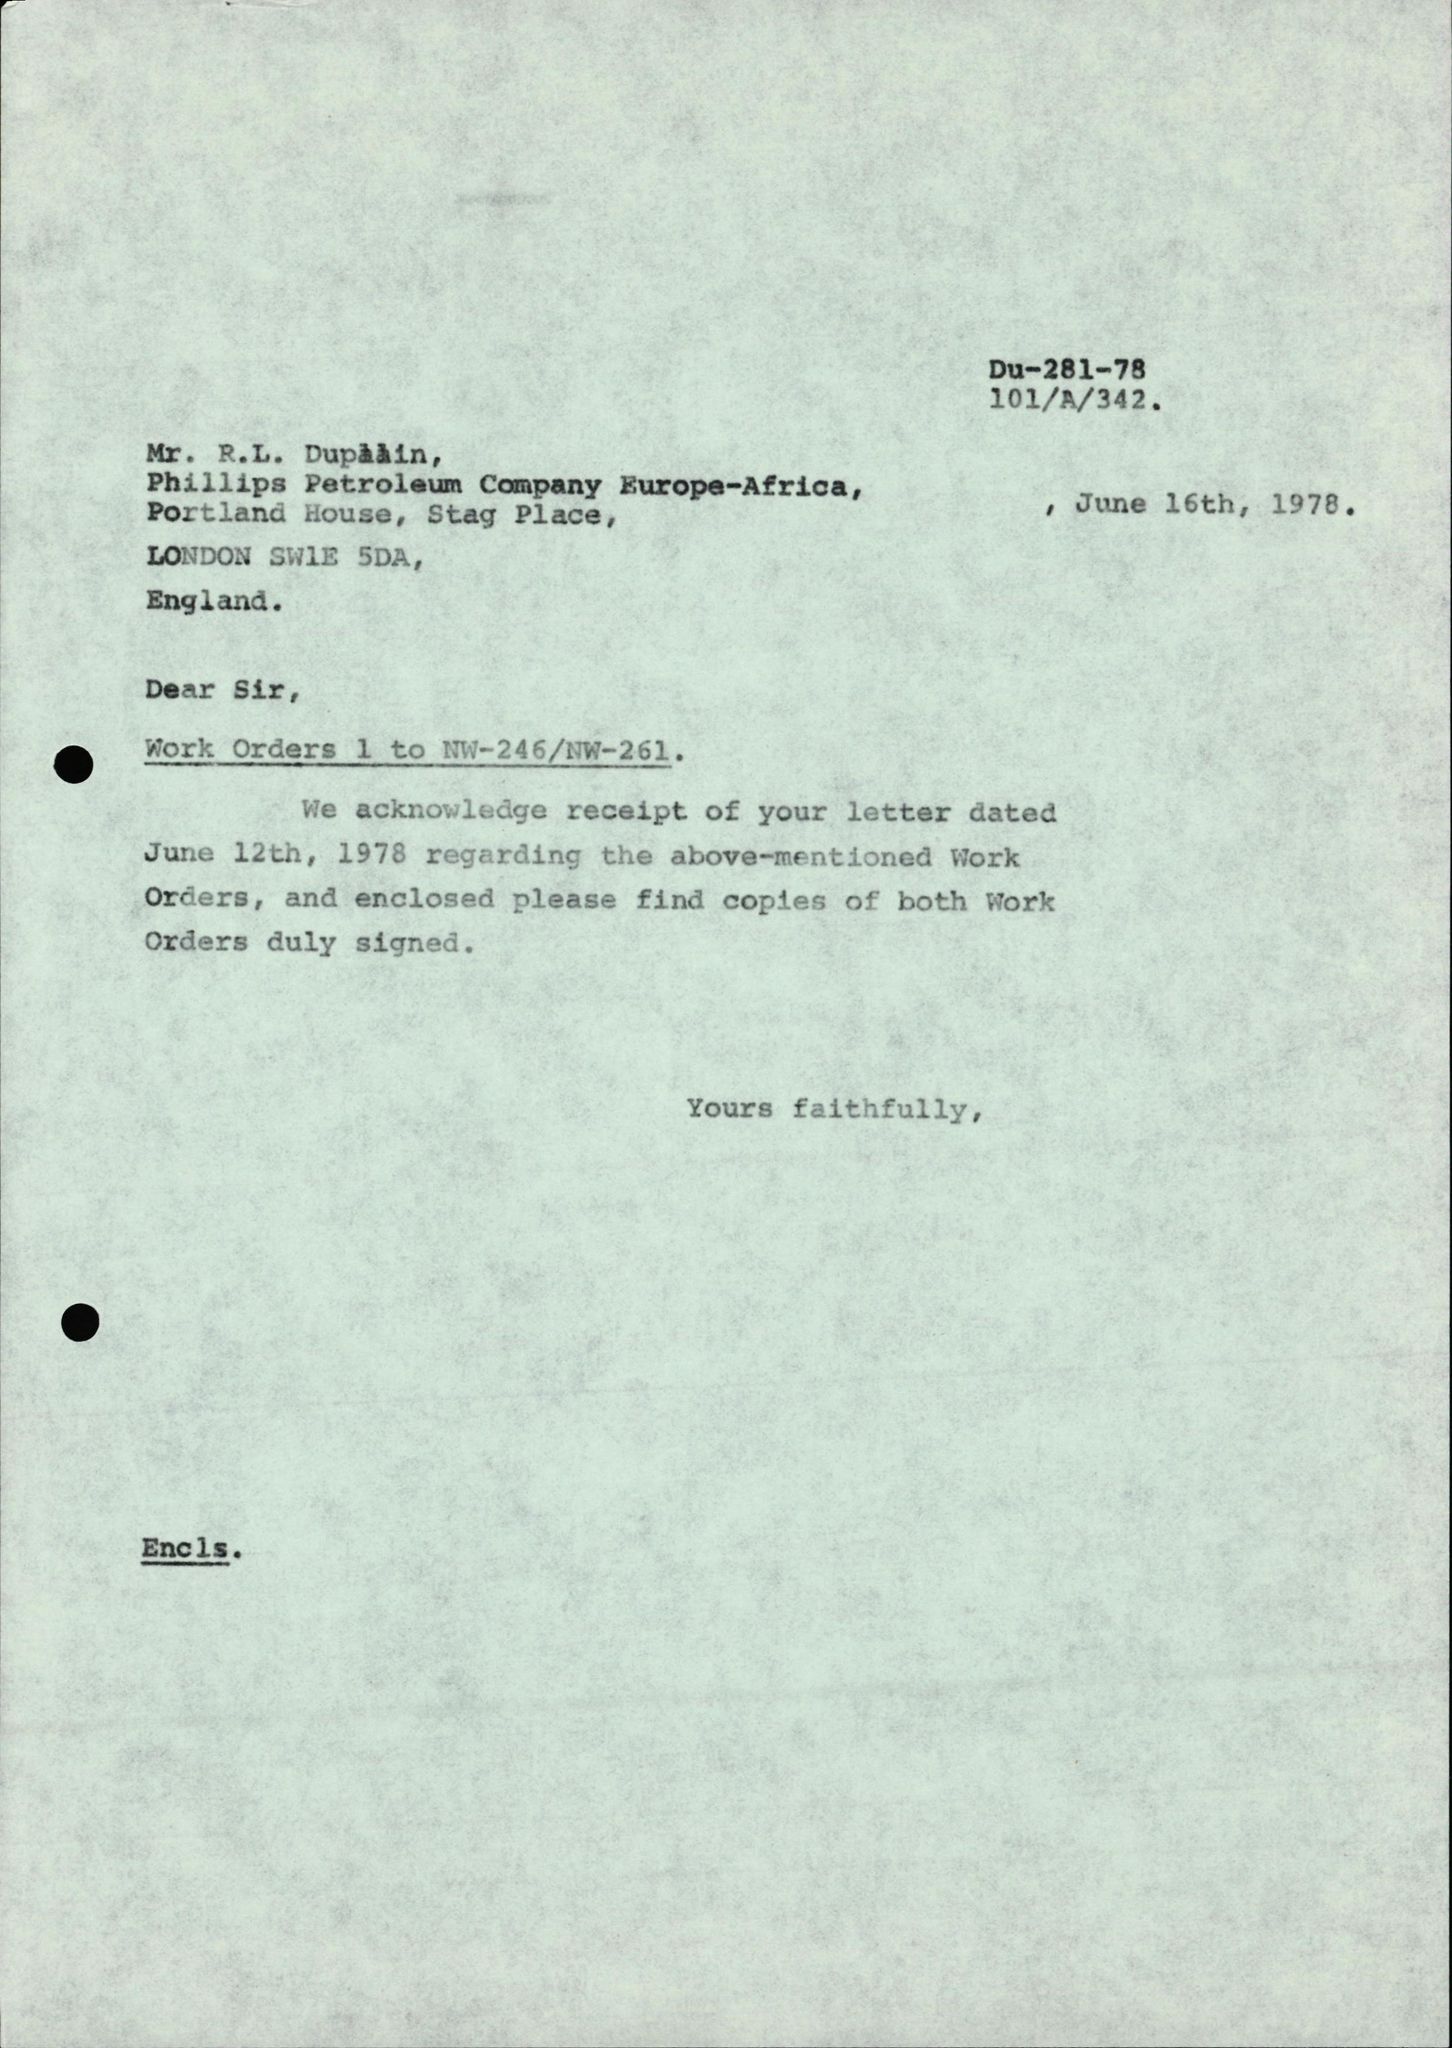 Du-281-78
101/A/342.
Mr. R.L.
Phillips Petroleum Company Europe-Africa,
Portland House, Stag Place,
, June 16th, 1978.
LONDON SW1E 5DA,
England.
Dear Sir,
Work Orders 1 to NW-246/NW-261.
We acknowledge receipt of your letter dated
June 12th, 1978 regarding the above-mentioned Work
Orders, and enclosed please find copies of both Work
Orders duly signed.
Yours faithfully,
Encls.